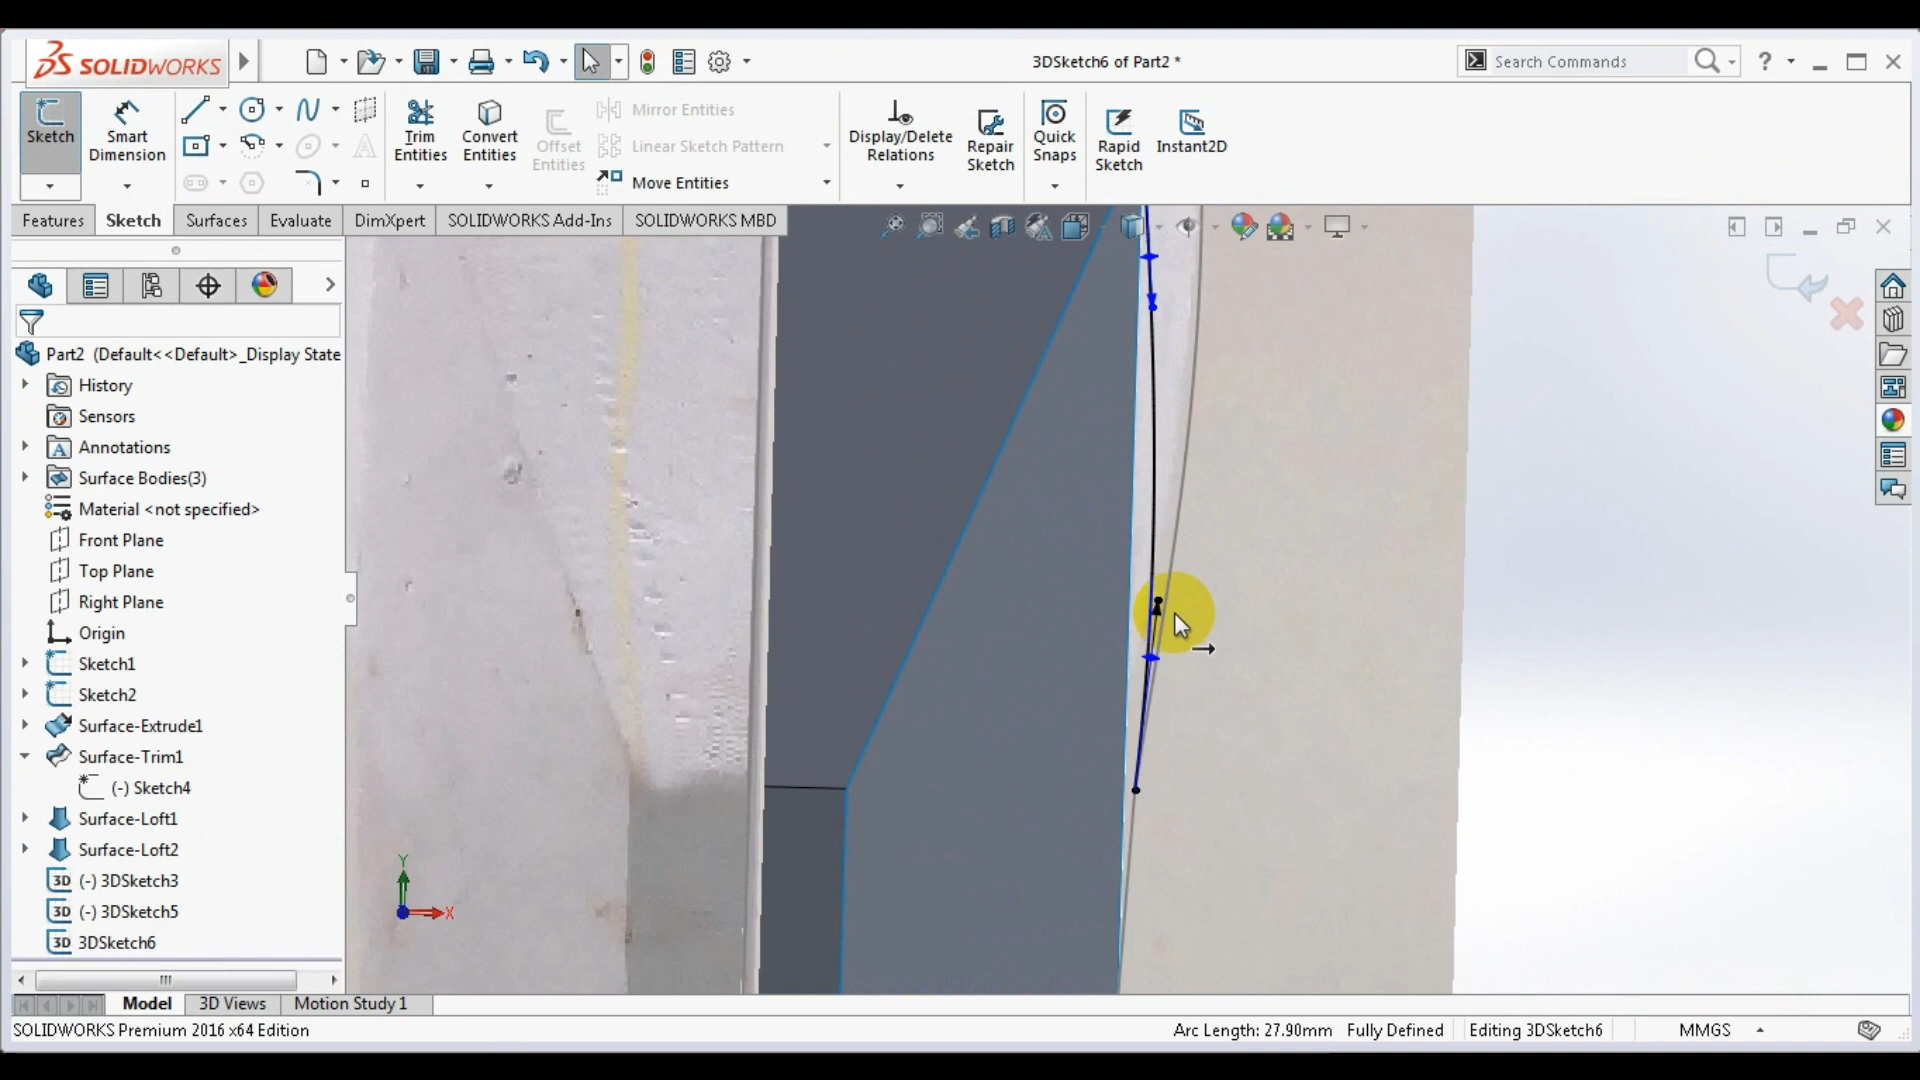 SOLIDWORKS
3DSketch6 of Part2 *
Search Commands
?
Sketch
Smart Dimension
Trim Entities
Convert Entities
Offset Entities
Mirror Entities
Linear Sketch Pattern
Move Entities
Display/Delete Relations
Repair Sketch
Quick Snaps
Rapid Sketch
Instant2D
Features
Sketch
Surfaces
Evaluate
DimXpert
SOLIDWORKS Add-Ins
SOLIDWORKS MBD
Part2 (Default<<Default>_Display State
History
Sensors
Annotations
Surface Bodies(3)
Material <not specified>
Front Plane
Top Plane
Right Plane
Origin
Sketch1
Sketch2
Surface-Extrude1
Surface-Trim1
(-) Sketch4
Surface-Loft1
Surface-Loft2
3D (-) 3DSketch3
3D (-) 3DSketch5
3D 3DSketch6
Y
X
Model
3D Views
Motion Study 1
SOLIDWORKS Premium 2016 x64 Edition
Arc Length: 27.90mm
Fully Defined
Editing 3DSketch6
MMGS